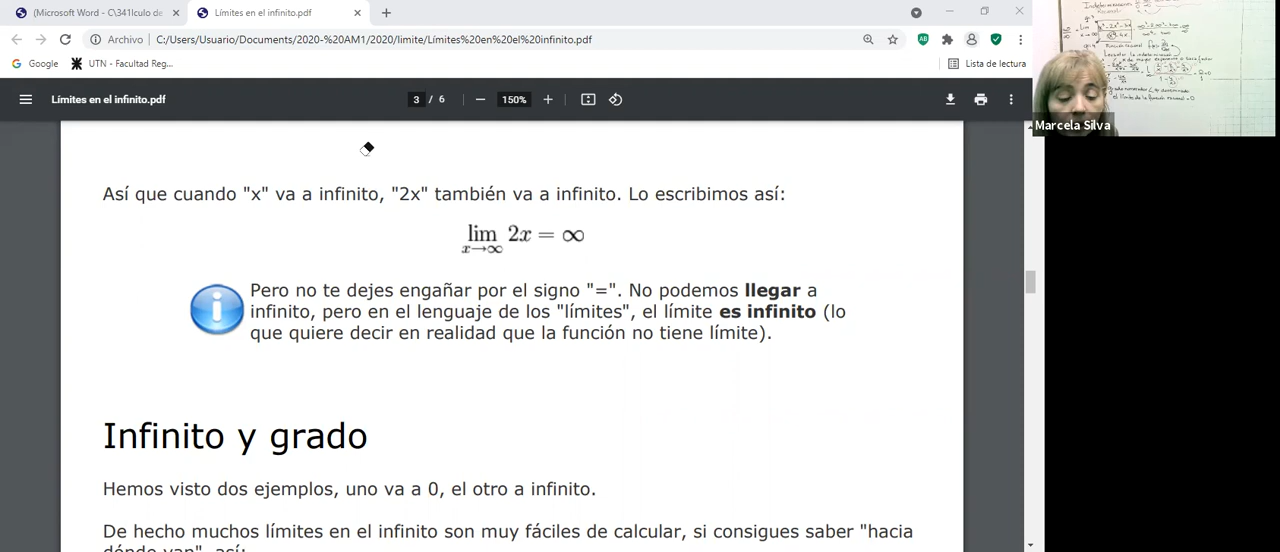 (Microsoft Word - C\341lculo de
Límites en el infinito.pdf
Archivo
C:/Users/Usuario/Documents/2020-%20AM1/2020/Limites/Límites%20en%20el%20infinito.pdf
Google
UTN - Facultad Reg...
Lista de lectura
Límites en el infinito.pdf
3 / 6
150%
Marcela Silva
Así que cuando "x" va a infinito, "2x" también va a infinito. Lo escribimos así:
lim 2x = ∞
x→∞
Pero no te dejes engañar por el signo "=". No podemos llegar a
infinito, pero en el lenguaje de los "límites", el límite es infinito (lo
que quiere decir en realidad que la función no tiene límite).
Infinito y grado
Hemos visto dos ejemplos, uno va a 0, el otro a infinito.
De hecho muchos límites en el infinito son muy fáciles de calcular, si consigues saber "hacia
dónde van", así: